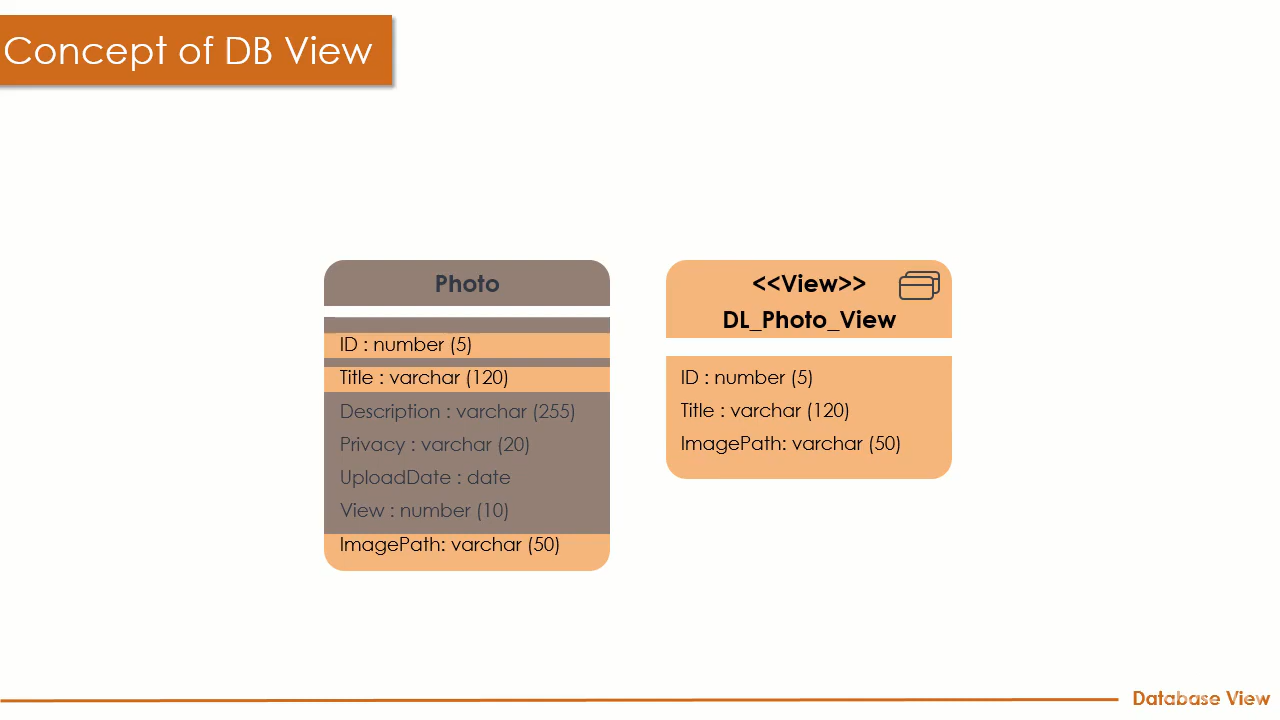 Concept of DB View
Photo
ID : number (5)
Title : varchar (120)
Description : varchar (255)
Privacy : varchar (20)
UploadDate : date
View : number (10)
ImagePath: varchar (50)
<<View>>
DL_Photo_View
ID : number (5)
Title : varchar (120)
ImagePath: varchar (50)
Database View